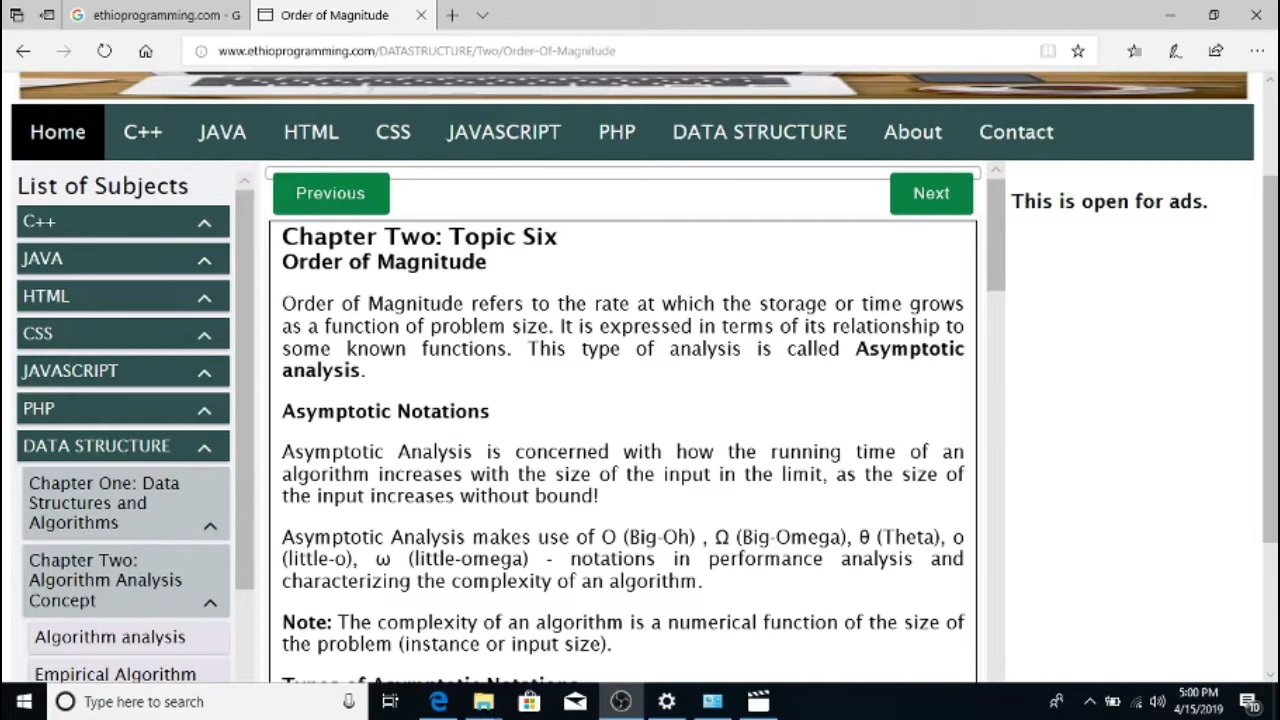 ethioprogramming.com - G
Order of Magnitude
www.ethioprogramming.com/DATASTRUCTURE/Two/Order-Of-Magnitude
Home C++ JAVA HTML CSS JAVASCRIPT PHP DATA STRUCTURE About Contact
List of Subjects
C++
JAVA
HTML
CSS
JAVASCRIPT
PHP
DATA STRUCTURE
Chapter One: Data
Structures and
Algorithms
Chapter Two:
Algorithm Analysis
Concept
Algorithm analysis
Empirical Algorithm
Previous
Next
Chapter Two: Topic Six
Order of Magnitude
Order of Magnitude refers to the rate at which the storage or time grows
as a function of problem size. It is expressed in terms of its relationship to
some known functions. This type of analysis is called Asymptotic
analysis.
Asymptotic Notations
Asymptotic Analysis is concerned with how the running time of an
algorithm increases with the size of the input in the limit, as the size of
the input increases without bound!
Asymptotic Analysis makes use of O (Big-Oh) , Ω (Big-Omega), θ (Theta), o
(little-o), ω (little-omega) - notations in performance analysis and
characterizing the complexity of an algorithm.
Note: The complexity of an algorithm is a numerical function of the size of
the problem (instance or input size).
Types of Asymptotic Notations
This is open for ads.
Type here to search
5:00 PM
4/15/2019
10